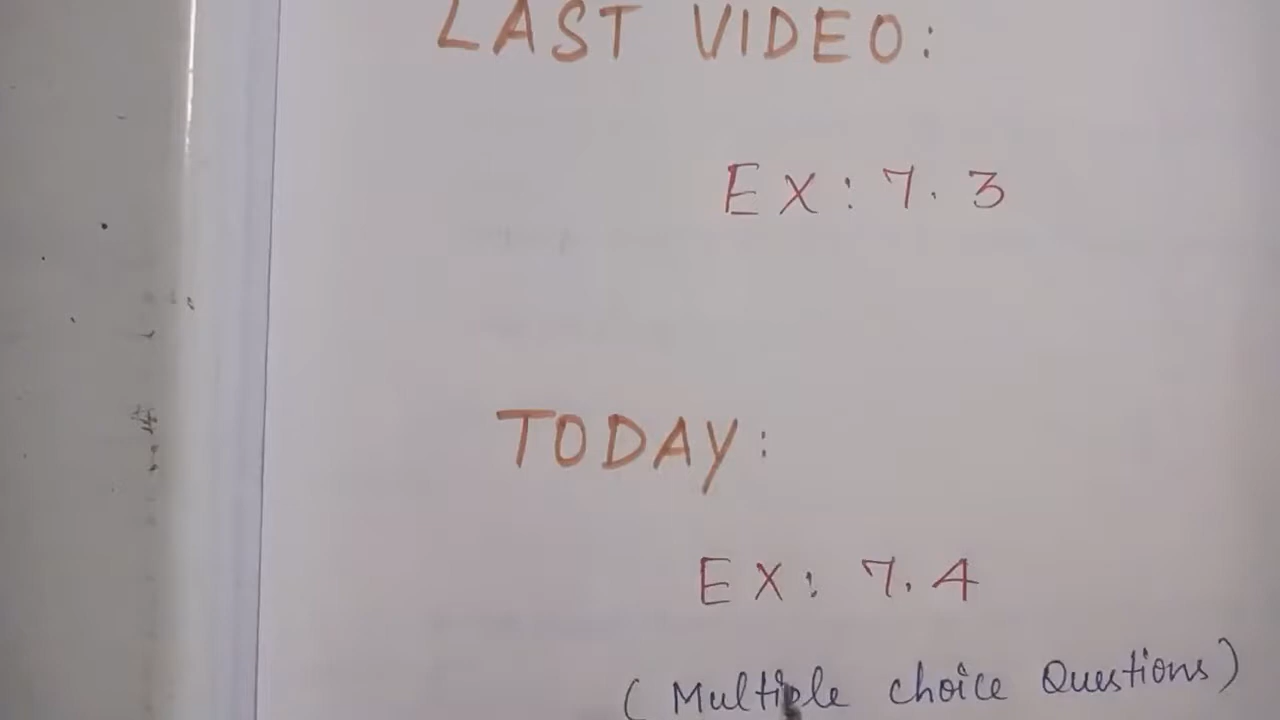 LAST VIDEO:
EX: 7.3
TODAY:
EX: 7.4
(Multiple choice Questions)